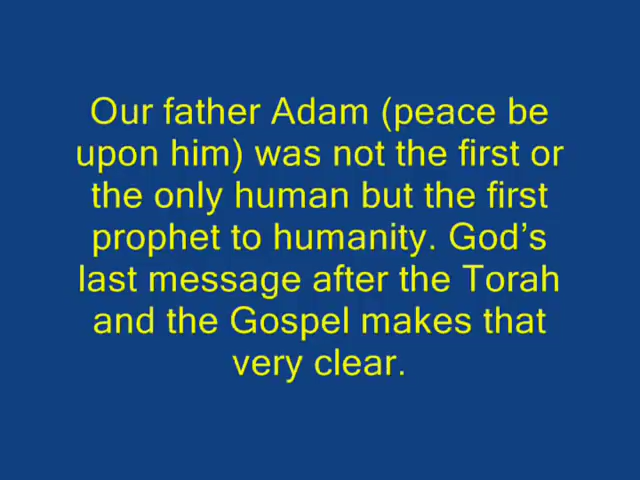 Our father Adam (peace be
upon him) was not the first or
the only human but the first
prophet to humanity. God’s
last message after the Torah
and the Gospel makes that
very clear.